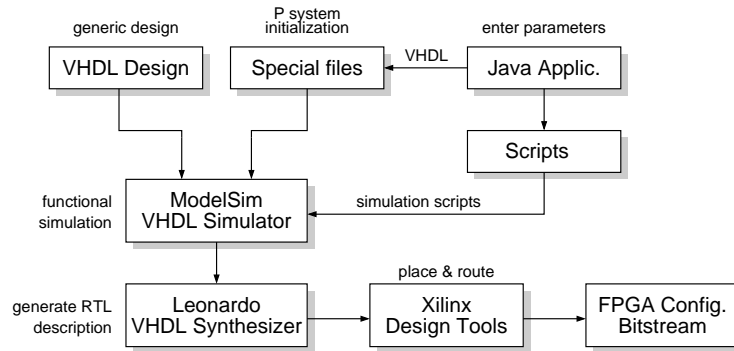 P system
generic design
initialization
enter parameters
VHDL Design
Special files
VHDL
Java Applic.
Scripts
functional
simulation
ModelSim
VHDL Simulator
simulation scripts
place & route
generate RTL
description
Leonardo
VHDL Synthesizer
Xilinx
Design Tools
FPGA Config.
Bitstream